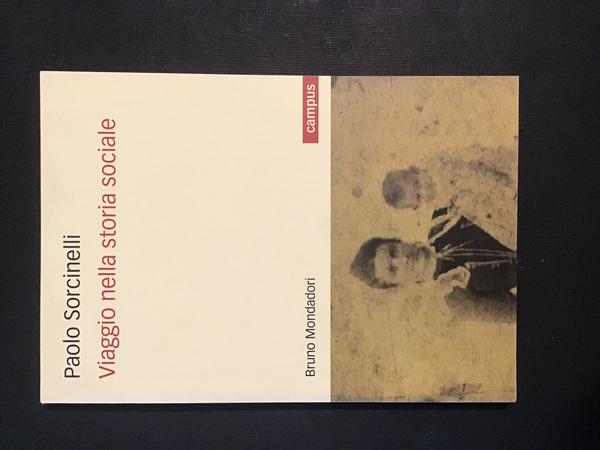 Paolo Sorcinelli
Viaggio nella storia sociale
Bruno Mondadori
campus